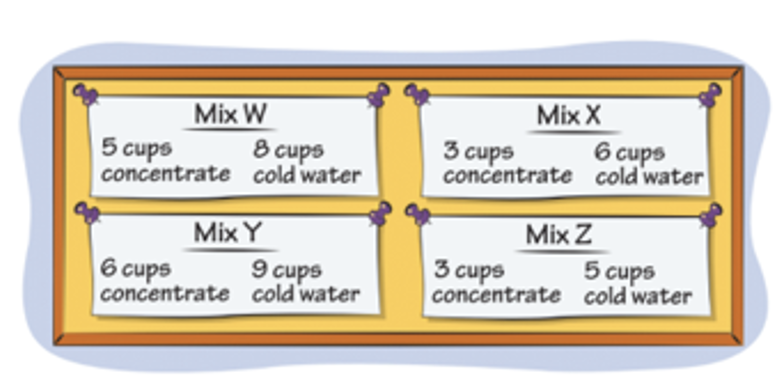 Mix W
5 cups 8 cups
concentrate cold water
Mix X
3 cups 6 cups
concentrate cold water
Mix Y
6 cups 9 cups
concentrate cold water
Mix Z
3 cups 5 cups
concentrate cold water